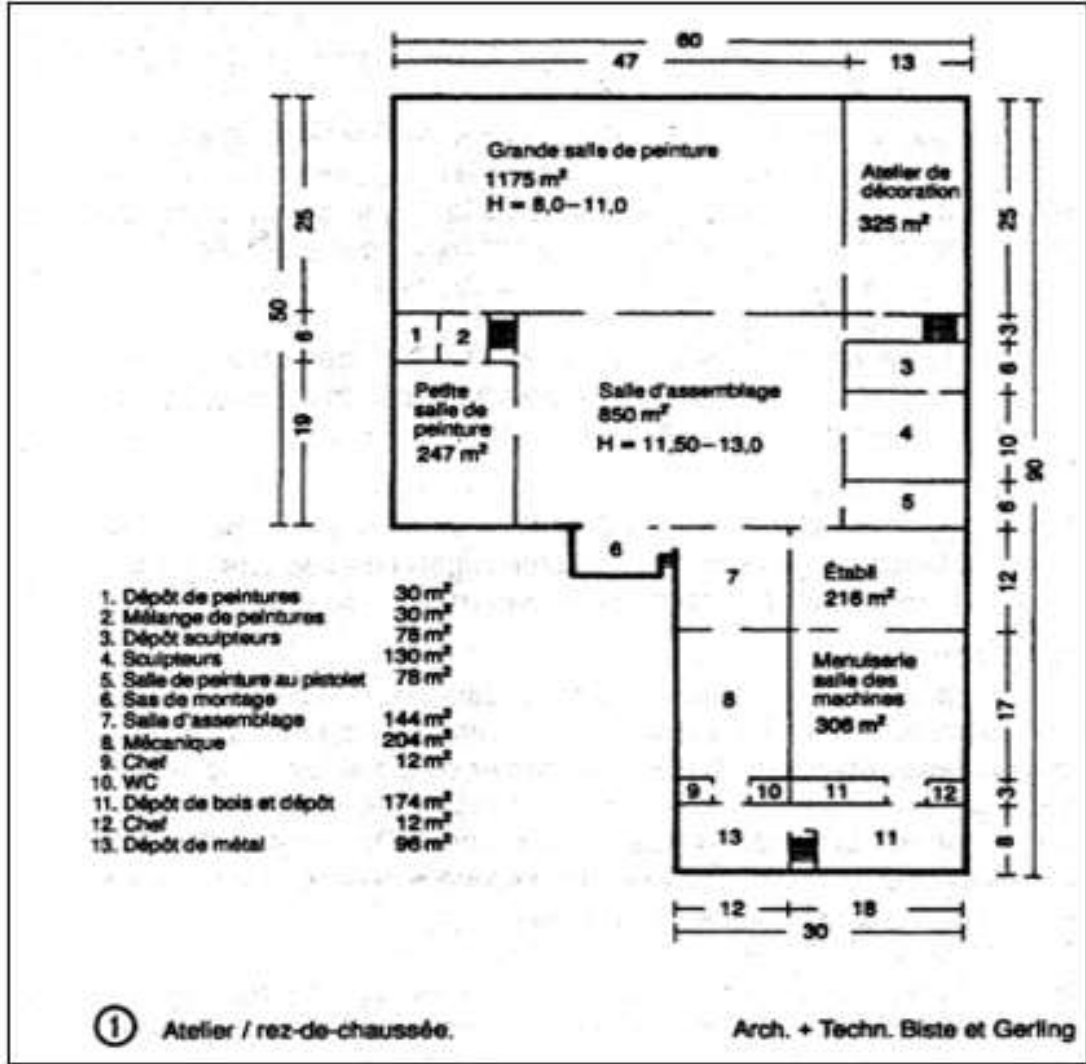 60
47
13
Grande salle de peinture
1175 m²
H = 8,0–11,0
Atelier de
décoration
325 m²
25
50
6
19
25
3
6
10
6
12
17
3
8
90
1
2
3
Petite
salle de
peinture
247 m²
Salle d'assemblage
850 m²
H = 11,50–13,0
4
5
6
7
Établi
216 m²
8
Menuiserie
salle des
machines
306 m²
9
10
11
12
13
11
12
18
30
1. Dépôt de peintures 30 m²
2. Mélange de peintures 30 m²
3. Dépôt sculpteurs 78 m²
4. Sculpteurs 130 m²
5. Salle de peinture au pistolet 78 m²
6. Sas de montage
7. Salle d'assemblage 144 m²
8. Mécanique 204 m²
9. Chef 12 m²
10. WC
11. Dépôt de bois et dépôt 174 m²
12. Chef 12 m²
13. Dépôt de métal 96 m²
1 Atelier / rez-de-chaussée.
Arch. + Techn. Biste et Gerling